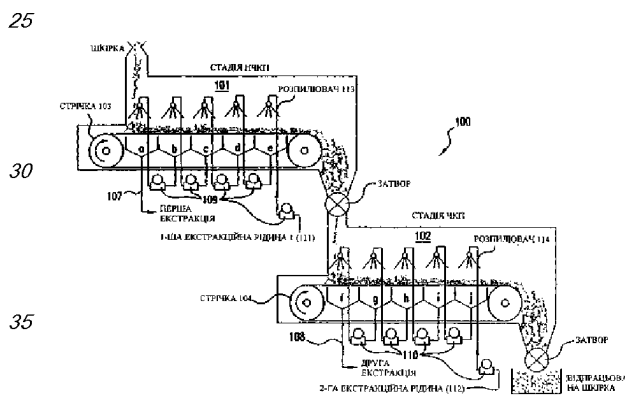 25
ШКІРКА
СТАДІЯ НЧКП
101
РОЗПИЛЮВАЧ 113
СТРІЧКА 103
100
a b c d e
30
107
109
ЗАТВОР
ПЕРША
ЕКСТРАКЦІЯ
1-ША ЕКСТРАКЦІЙНА РІДИНА 1 (111)
СТАДІЯ ЧКП
102
РОЗПИЛЮВАЧ 114
СТРІЧКА 104
f g h i j
35
108
110
ЗАТВОР
ДРУГА
ЕКСТРАКЦІЯ
2-ГА ЕКСТРАКЦІЙНА РІДИНА (112)
ВІДПРАЦЬОВА
НА ШКІРКА